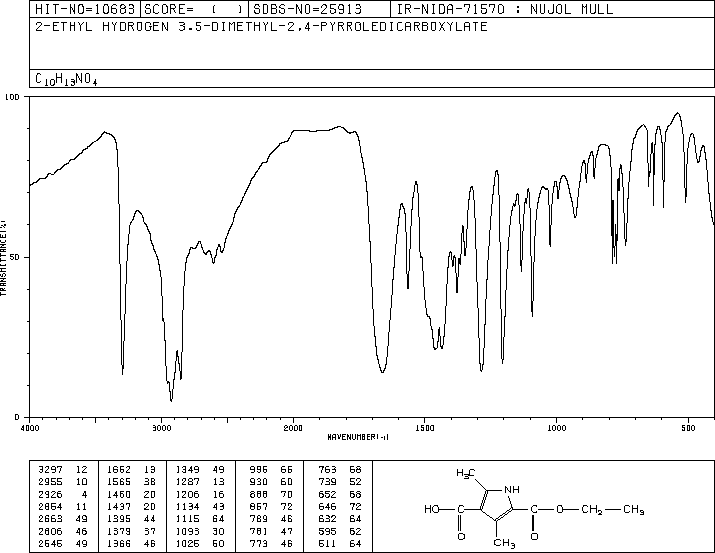 HIT-NO=10683 SCORE= ( ) SDBS-NO=25913 IR-NIDA-71570 : NUJOL MULL
2-ETHYL HYDROGEN 3,5-DIMETHYL-2,4-PYRROLEDICARBOXYLATE
C10H13NO4
100
50
0
TRANSMITTANCE(%)
4000 3000 2000 1500 1000 500
WAVENUMBER(-1)
3297 12 1662 13 1349 49 996 66 763 68
2955 10 1565 38 1287 13 930 60 739 52
2926 4 1460 20 1206 16 888 70 652 68
2854 11 1437 20 1134 43 857 72 646 72
2663 49 1395 44 1115 64 789 46 632 64
2606 46 1379 37 1093 30 781 47 595 62
2545 49 1366 46 1025 50 773 46 511 64
H3C
NH
HO
O
O
O
CH2
CH3
CH3